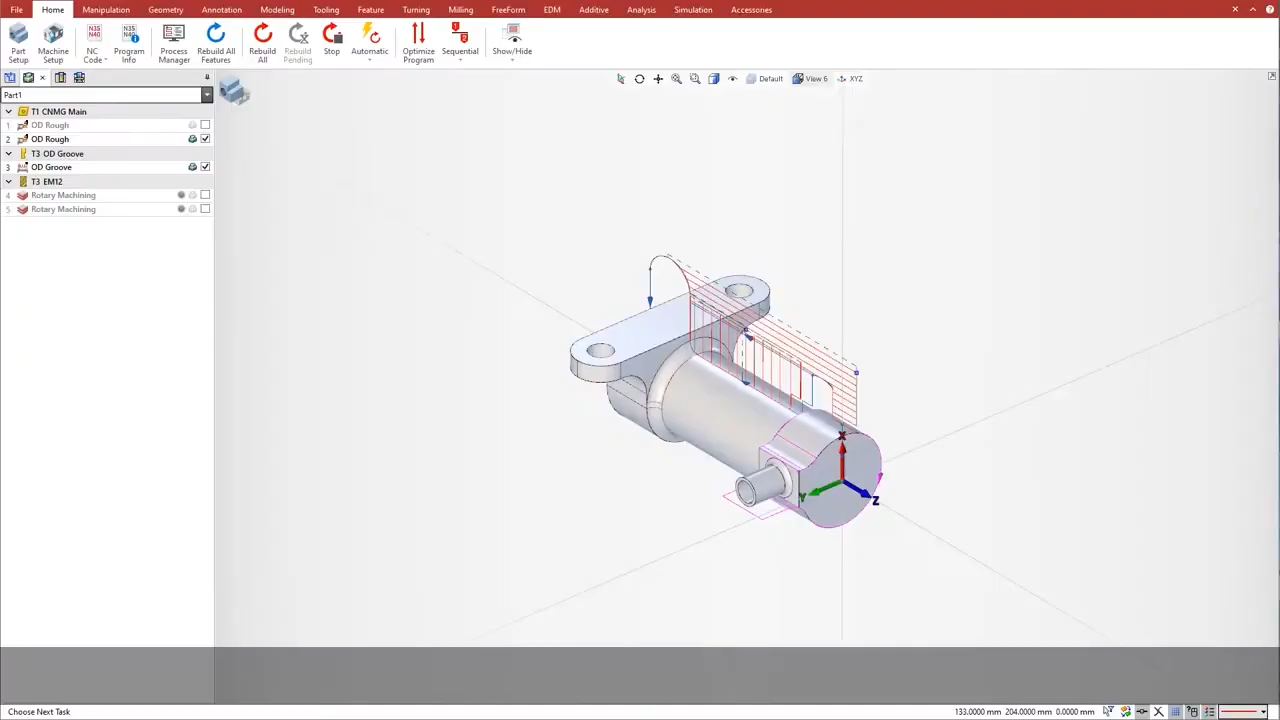 File Home Manipulation Geometry Annotation Modeling Tooling Feature Turning Milling FreeForm EDM Additive Analysis Simulation Accessories
Part Setup
Machine Setup
NC Code
Program Info
Process Manager
Rebuild All Features
Rebuild All
Rebuild Pending
Stop
Automatic
Optimize Program
Sequential
Show/Hide
Default View 6 XYZ
Part1
T1 CNMG Main
1 OD Rough
2 OD Rough
T3 OD Groove
3 OD Groove
T3 EM12
4 Rotary Machining
5 Rotary Machining
X
Y
Z
Choose Next Task 133.0000 mm 204.0000 mm 0.0000 mm